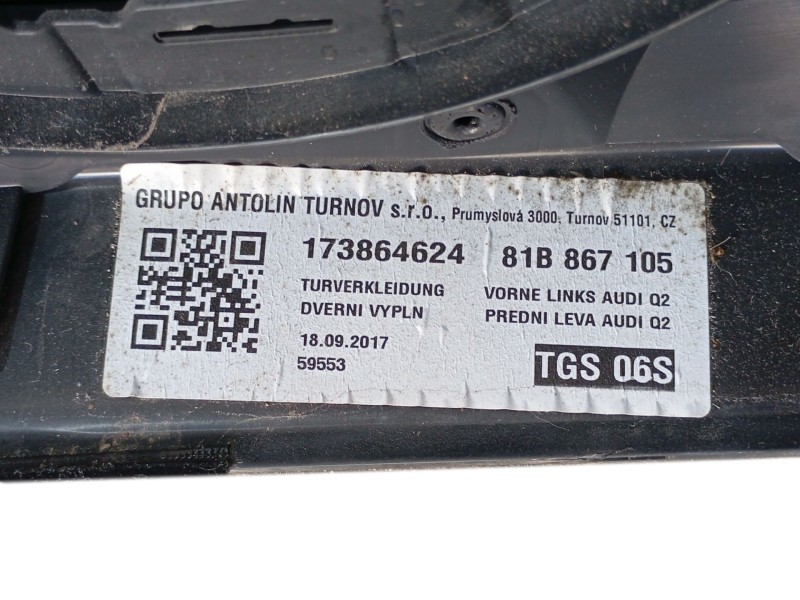 GRUPO ANTOLIN TURNOV s.r.o., Prumyslová 3000, Turnov 51101, CZ
173864624 81B 867 105
TURVERKLEIDUNG VORNE LINKS AUDI Q2
DVERNI VYPLN PREDNI LEVA AUDI Q2
18.09.2017
59553 TGS 06S